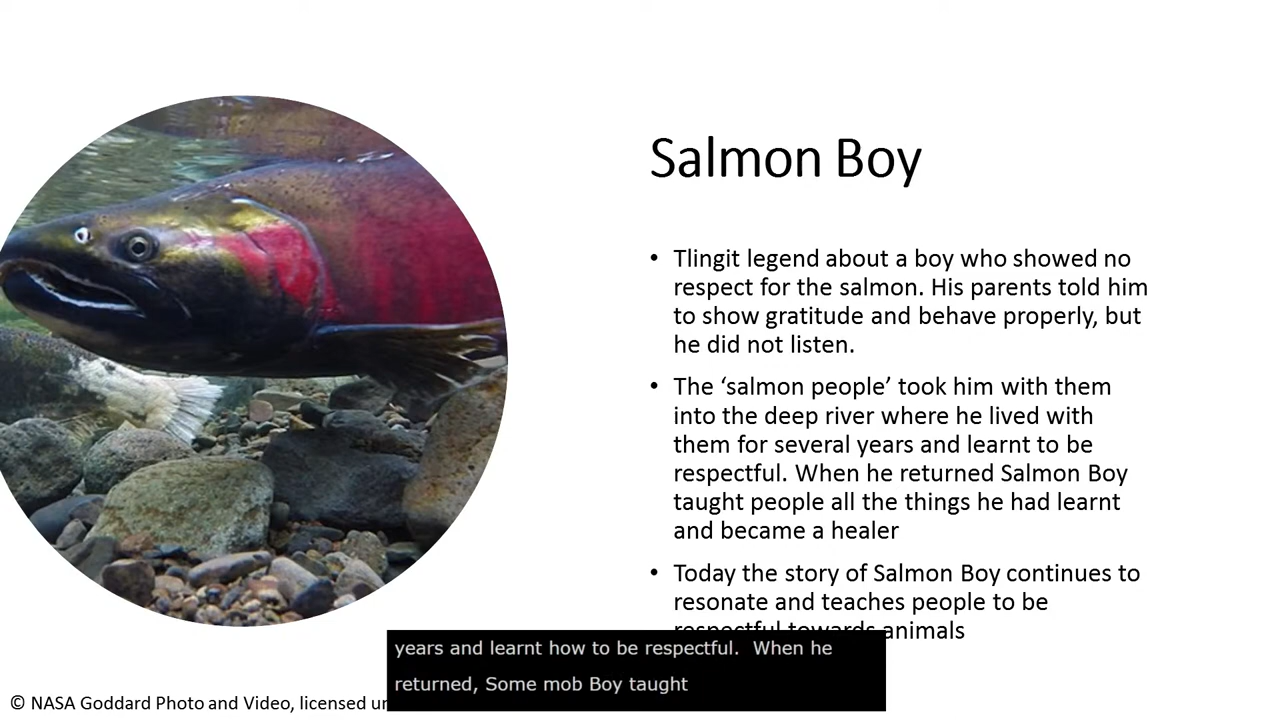 Salmon Boy
• Tlingit legend about a boy who showed no
respect for the salmon. His parents told him
to show gratitude and behave properly, but
he did not listen.
• The ‘salmon people’ took him with them
into the deep river where he lived with
them for several years and learnt to be
respectful. When he returned Salmon Boy
taught people all the things he had learnt
and became a healer
• Today the story of Salmon Boy continues to
resonate and teaches people to be
respectful towards animals
years and learnt how to be respectful. When he
returned, Some mob Boy taught
© NASA Goddard Photo and Video, licensed